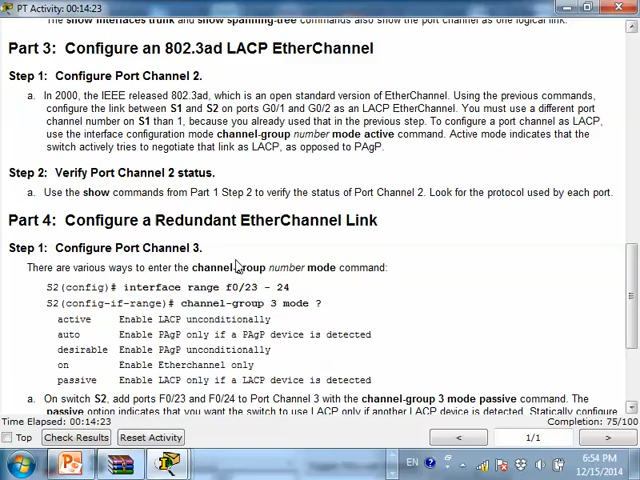 PT Activity: 00:14:23
The show interfaces trunk and show spanning-tree commands also show the port channel as one logical link.
Part 3: Configure an 802.3ad LACP EtherChannel
Step 1: Configure Port Channel 2.
a. In 2000, the IEEE released 802.3ad, which is an open standard version of EtherChannel. Using the previous commands,
configure the link between S1 and S2 on ports G0/1 and G0/2 as an LACP EtherChannel. You must use a different port
channel number on S1 than 1, because you already used that in the previous step. To configure a port channel as LACP,
use the interface configuration mode channel-group number mode active command. Active mode indicates that the
switch actively tries to negotiate that link as LACP, as opposed to PAgP.
Step 2: Verify Port Channel 2 status.
a. Use the show commands from Part 1 Step 2 to verify the status of Port Channel 2. Look for the protocol used by each port.
Part 4: Configure a Redundant EtherChannel Link
Step 1: Configure Port Channel 3.
There are various ways to enter the channel-group number mode command:
S2(config)# interface range f0/23 - 24
S2(config-if-range)# channel-group 3 mode ?
active Enable LACP unconditionally
auto Enable PAgP only if a PAgP device is detected
desirable Enable PAgP unconditionally
on Enable Etherchannel only
passive Enable LACP only if a LACP device is detected
a. On switch S2, add ports F0/23 and F0/24 to Port Channel 3 with the channel-group 3 mode passive command. The
passive option indicates that you want the switch to use LACP only if another LACP device is detected. Statically configure
Time Elapsed: 00:14:23 Completion: 75/100
Top Check Results Reset Activity < 1/1 >
EN 6:54 PM
12/15/2014